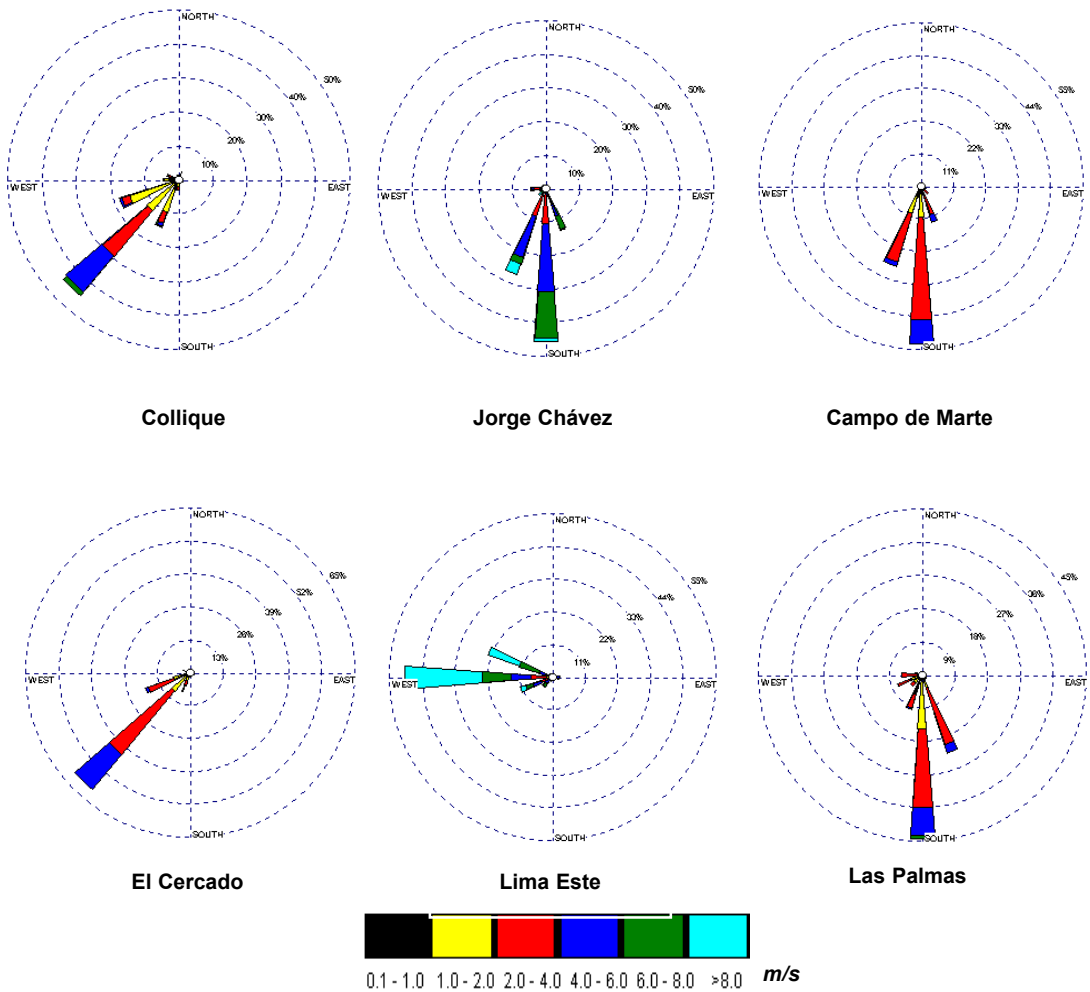 NORTH
50%
40%
30%
20%
10%
WEST
EAST
SOUTH
Collique
NORTH
50%
40%
30%
20%
10%
WEST
EAST
SOUTH
Jorge Chávez
NORTH
55%
44%
33%
22%
11%
WEST
EAST
SOUTH
Campo de Marte
NORTH
65%
52%
39%
26%
13%
WEST
EAST
SOUTH
El Cercado
NORTH
55%
44%
33%
22%
11%
WEST
EAST
SOUTH
Lima Este
NORTH
45%
36%
27%
18%
9%
WEST
EAST
SOUTH
Las Palmas
0.1 - 1.0 1.0 - 2.0 2.0 - 4.0 4.0 - 6.0 6.0 - 8.0 >8.0 m/s